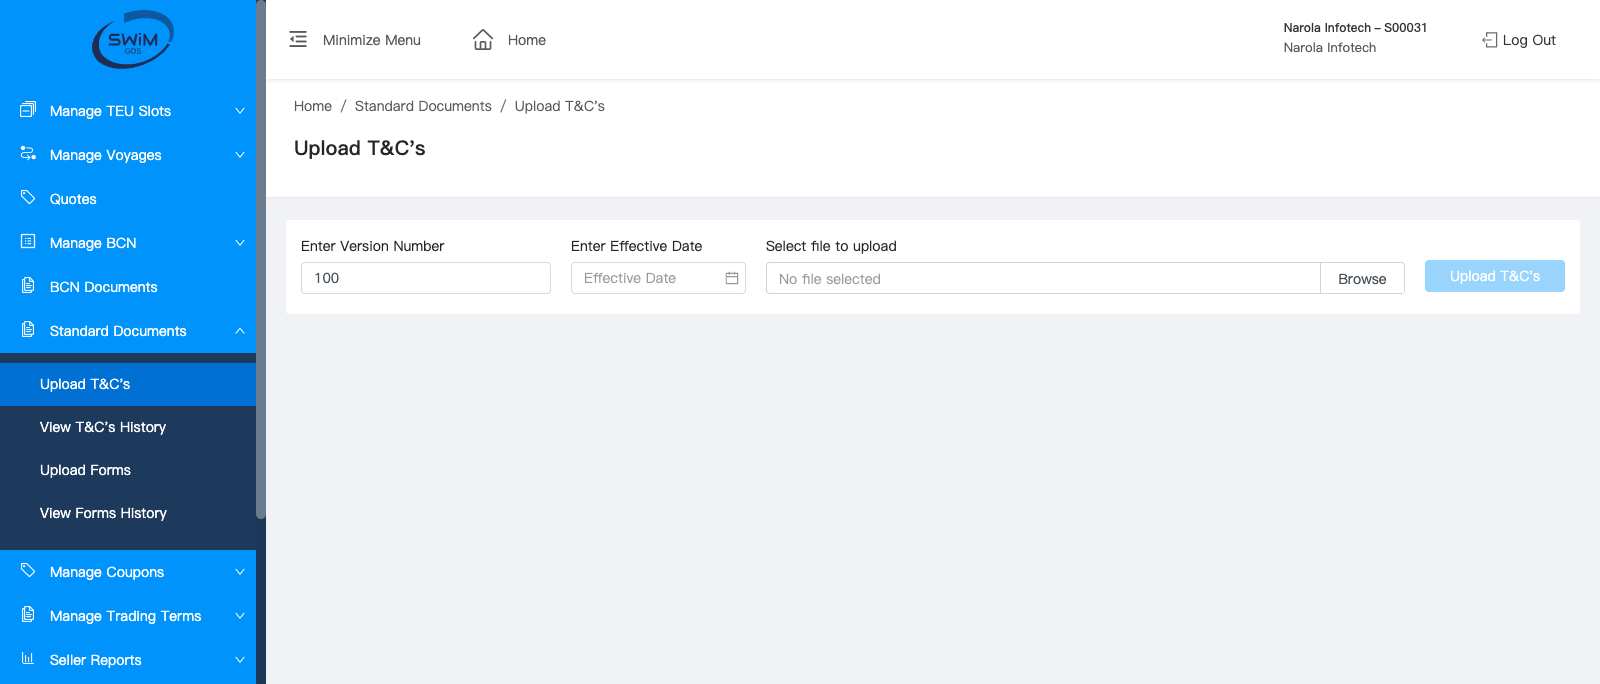 SWiM
GDS
Minimize Menu
Home
Narola Infotech – S00031
Narola Infotech
Log Out
Manage TEU Slots
Manage Voyages
Quotes
Manage BCN
BCN Documents
Standard Documents
Upload T&C's
View T&C's History
Upload Forms
View Forms History
Manage Coupons
Manage Trading Terms
Seller Reports
Home / Standard Documents / Upload T&C's
Upload T&C's
Enter Version Number
100
Enter Effective Date
Effective Date
Select file to upload
No file selected
Browse
Upload T&C's